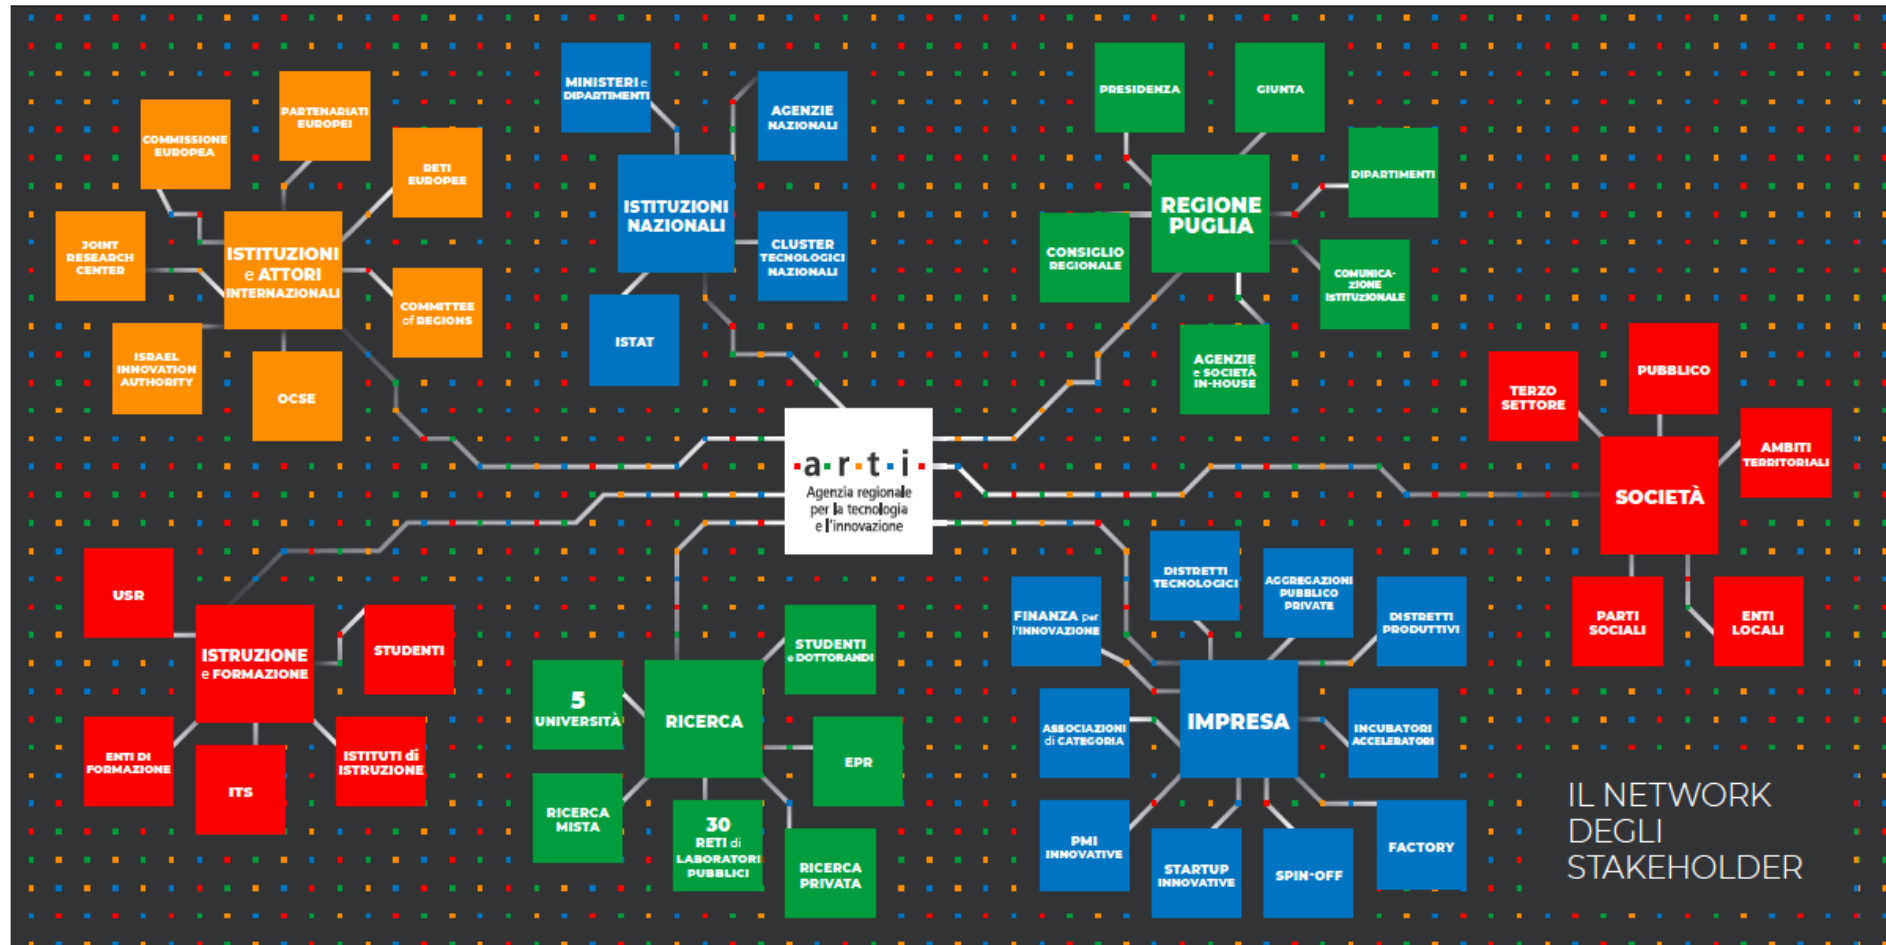 COMMISSIONE
EUROPEA
PARTENARIATI
EUROPEI
RETI
EUROPEE
JOINT
RESEARCH
CENTER
ISTITUZIONI
e ATTORI
INTERNAZIONALI
COMMITTEE
of REGIONS
ISRAEL
INNOVATION
AUTHORITY
OCSE
MINISTERI e
DIPARTIMENTI
AGENZIE
NAZIONALI
ISTITUZIONI
NAZIONALI
CLUSTER
TECNOLOGICI
NAZIONALI
ISTAT
PRESIDENZA
GIUNTA
DIPARTIMENTI
REGIONE
PUGLIA
CONSIGLIO
REGIONALE
COMUNICA-
ZIONE
ISTITUZIONALE
AGENZIE
e SOCIETÀ
IN-HOUSE
TERZO
SETTORE
PUBBLICO
AMBITI
TERRITORIALI
SOCIETÀ
PARTI
SOCIALI
ENTI
LOCALI
·a·r·t·i·
Agenzia regionale
per la tecnologia
e l'innovazione
USR
STUDENTI
ISTRUZIONE
e FORMAZIONE
ENTI DI
FORMAZIONE
ITS
ISTITUTI di
ISTRUZIONE
STUDENTI
e DOTTORANDI
5
UNIVERSITÀ
RICERCA
EPR
RICERCA
MISTA
30
RETI di
LABORATORI
PUBBLICI
RICERCA
PRIVATA
FINANZA per
l'INNOVAZIONE
DISTRETTI
TECNOLOGICI
AGGREGAZIONI
PUBBLICO
PRIVATE
DISTRETTI
PRODUTTIVI
ASSOCIAZIONI
di CATEGORIA
IMPRESA
INCUBATORI
ACCELERATORI
PMI
INNOVATIVE
STARTUP
INNOVATIVE
SPIN-OFF
FACTORY
IL NETWORK
DEGLI
STAKEHOLDER